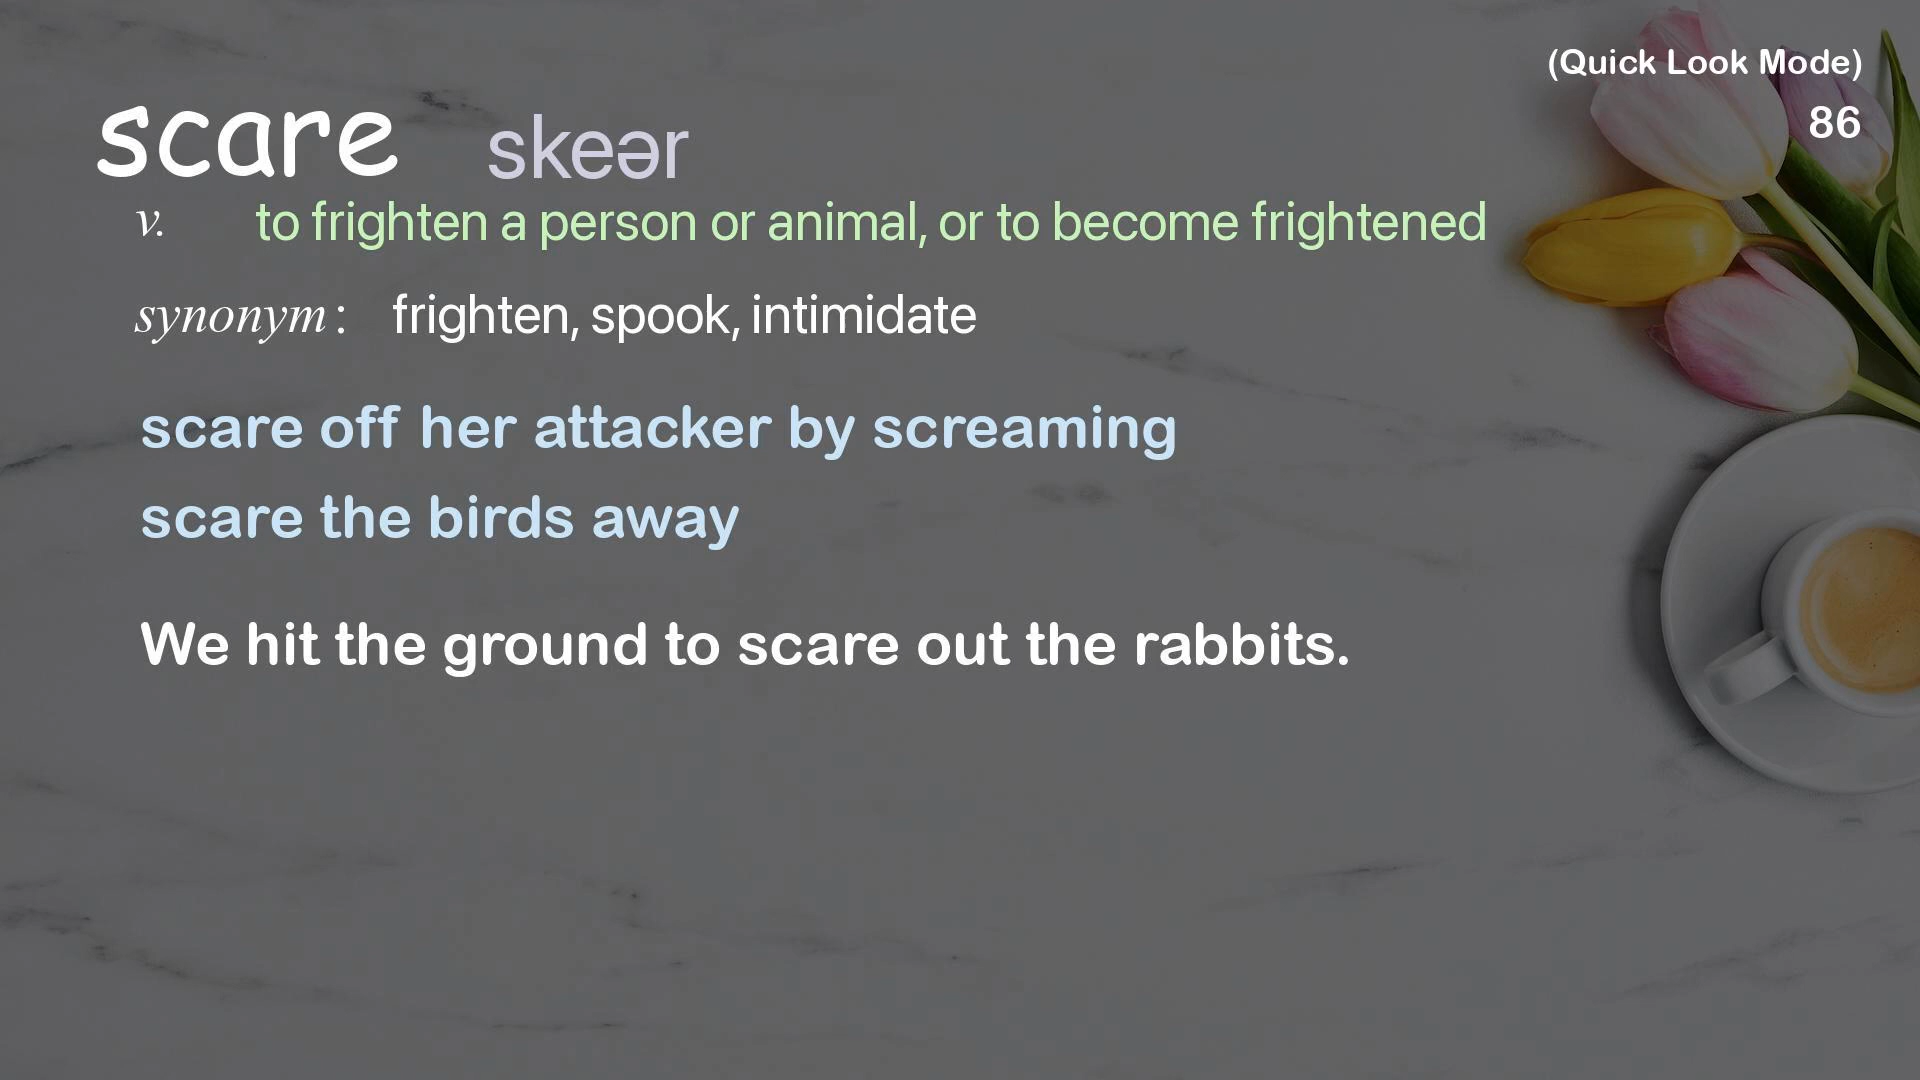 (Quick Look Mode)
86
scare skeər
v. to frighten a person or animal, or to become frightened
synonym: frighten, spook, intimidate
scare off her attacker by screaming
scare the birds away
We hit the ground to scare out the rabbits.